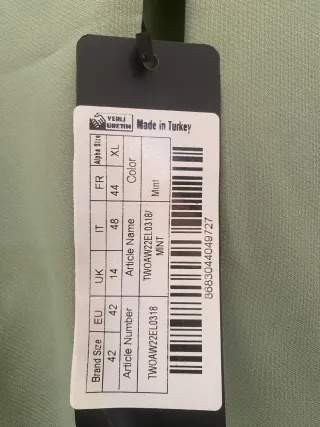 YERLİ
ÜRETİM
Made in Turkey
Brand Size EU UK IT FR Alpha Size
42 42 14 48 44 XL
Article Number Article Name Color
TWOAW22EL0318 TWOAW22EL0318/ Mint
MINT
8683044049727